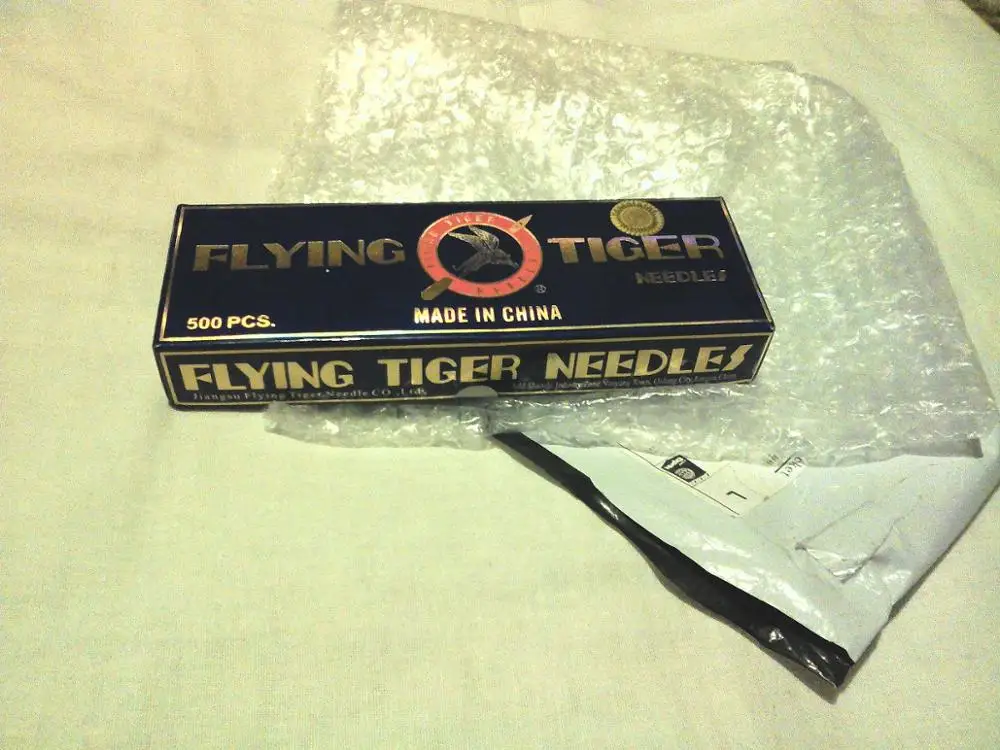 FLYING TIGER
NEEDLES
®
500 PCS.
MADE IN CHINA
FLYING TIGER NEEDLES
Jiangsu Flying Tiger Needle CO.,Ltd.